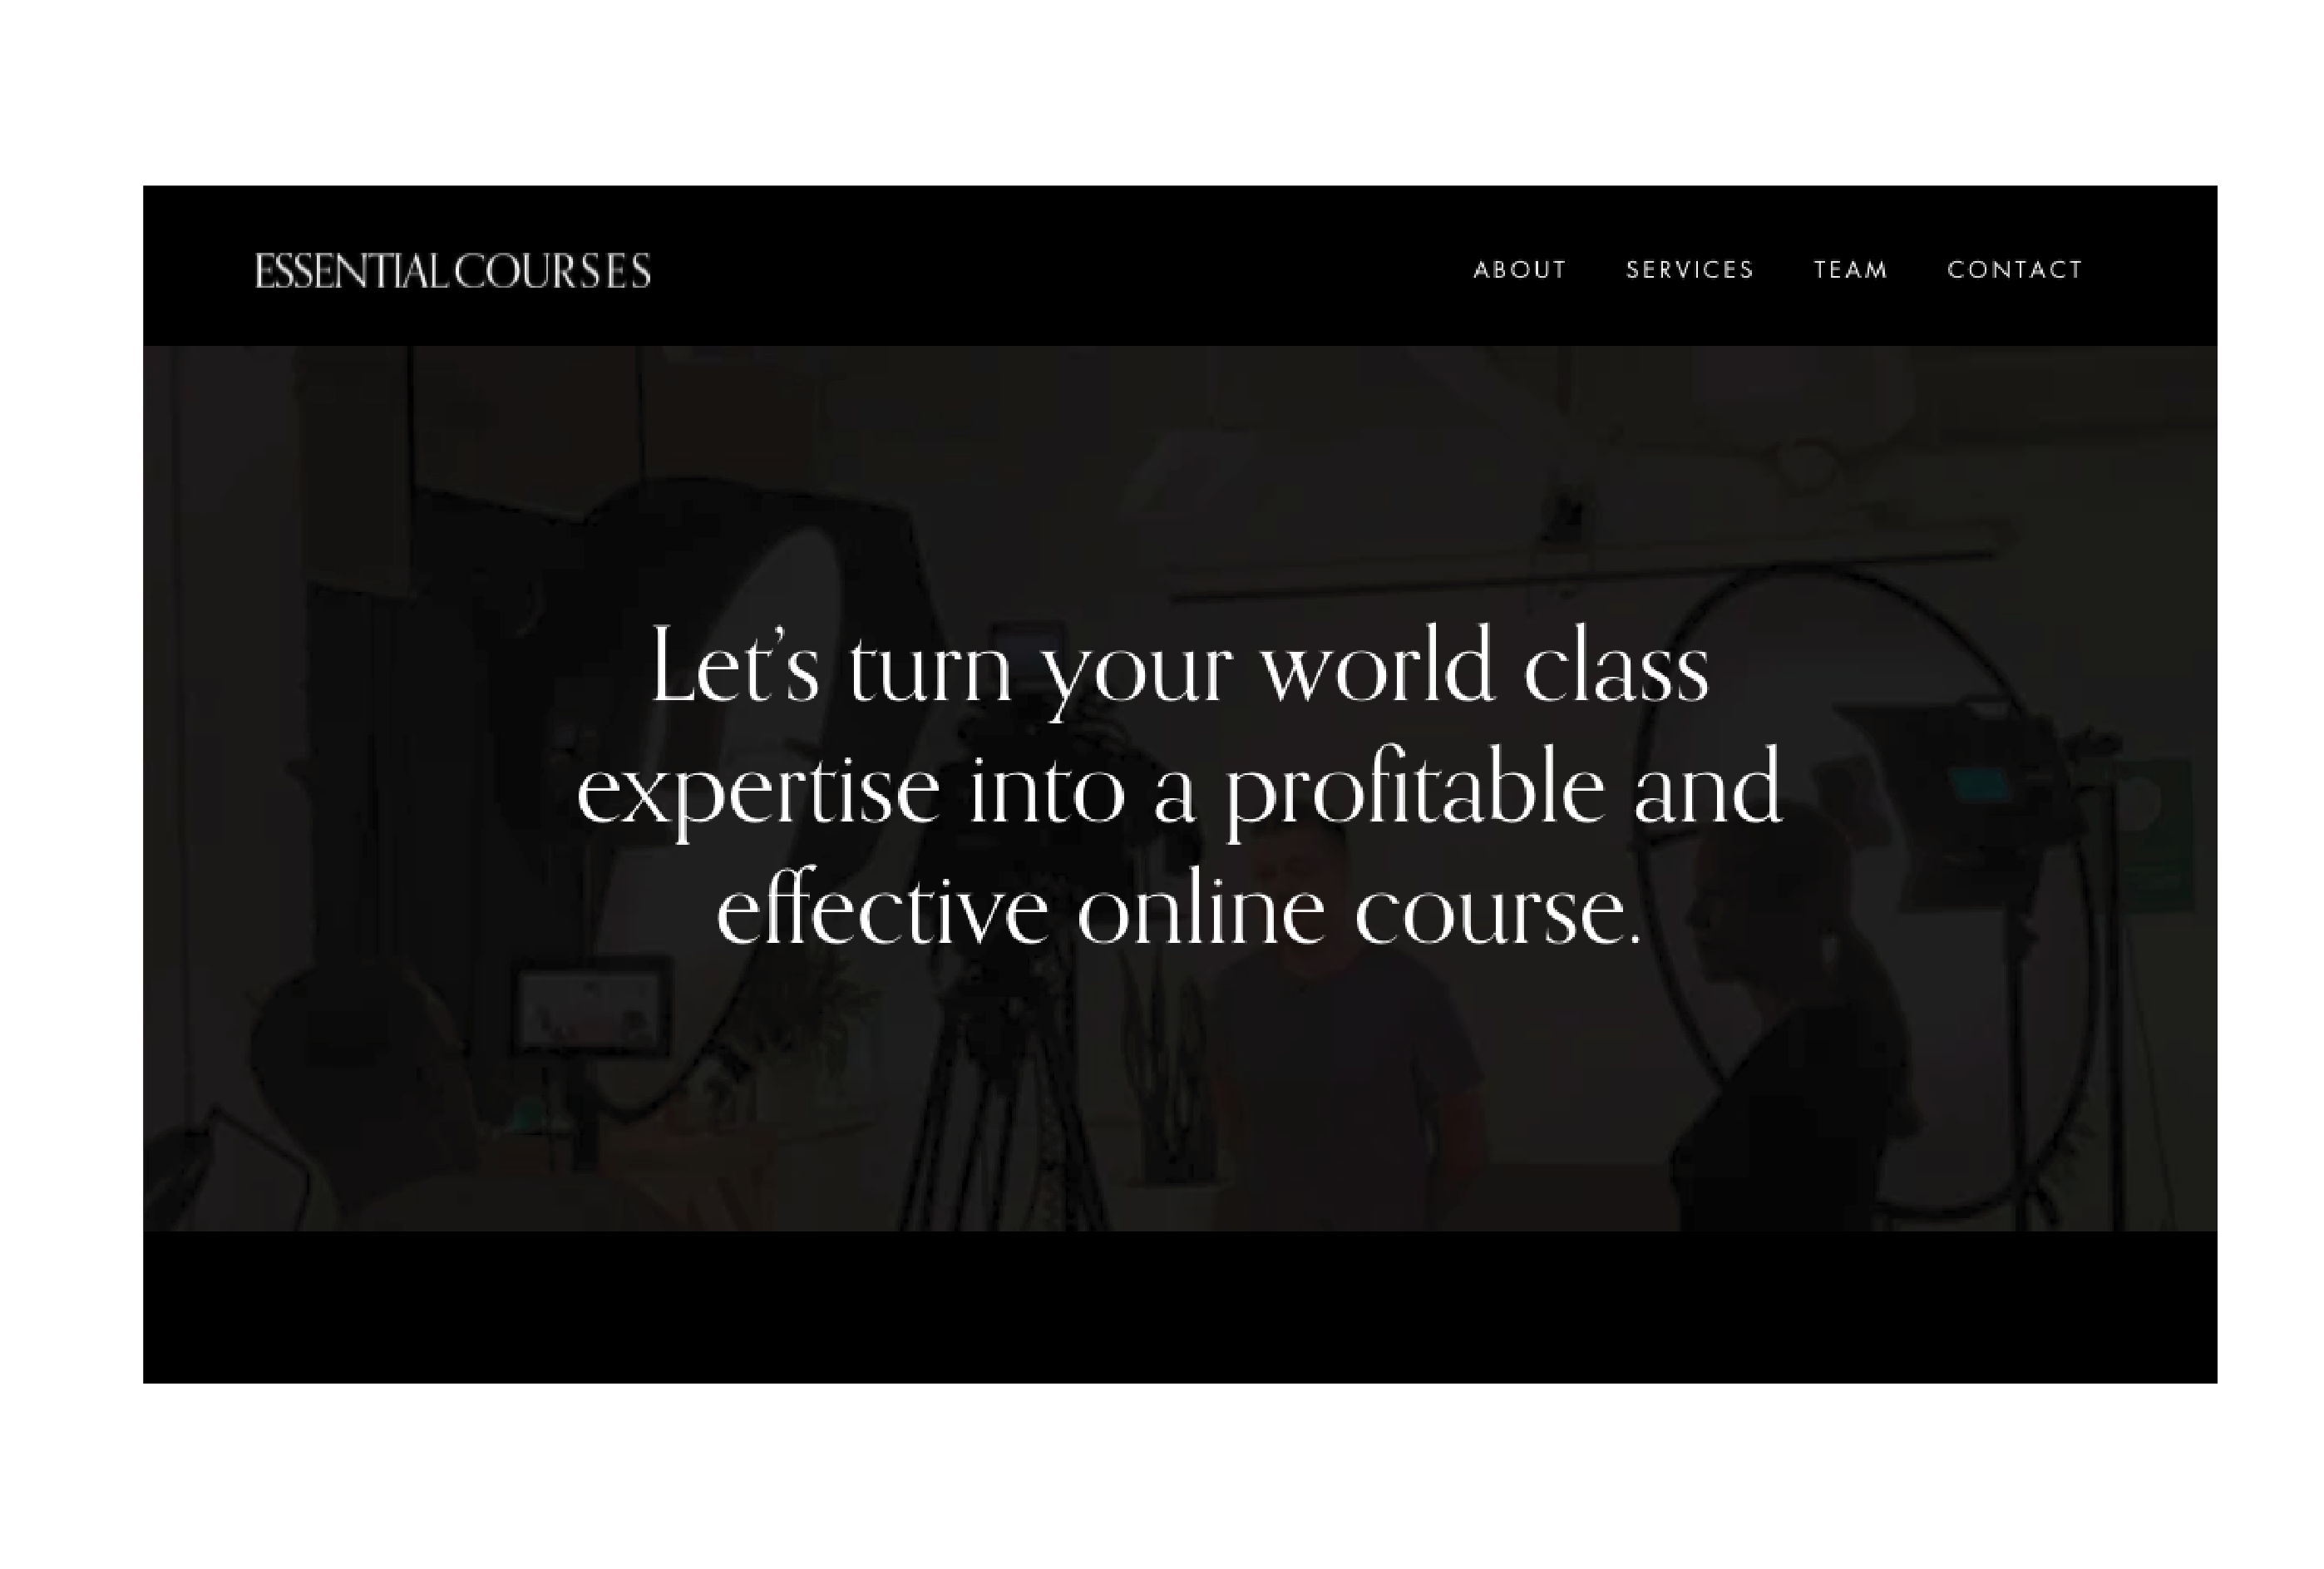 ESSENTIAL COURSES
ABOUT SERVICES TEAM CONTACT
Let’s turn your world class
expertise into a profitable and
effective online course.